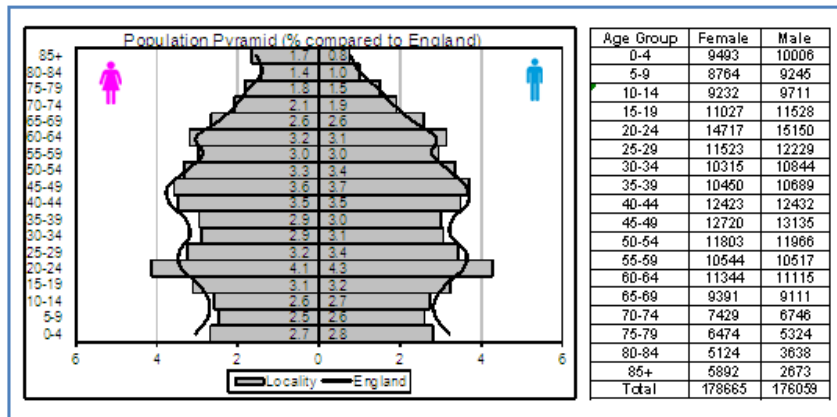 Population Pyramid (% compared to England)
85+ 1.7 0.8
80-84 1.4 1.0
75-79 1.8 1.5
70-74 2.1 1.9
65-69 2.6 2.6
60-64 3.2 3.1
55-59 3.0 3.0
50-54 3.3 3.4
45-49 3.6 3.7
40-44 3.5 3.5
35-39 2.9 3.0
30-34 2.9 3.1
25-29 3.2 3.4
20-24 4.1 4.3
15-19 3.1 3.2
10-14 2.6 2.7
5-9 2.5 2.6
0-4 2.7 2.8
6 4 2 0 2 4 6
Locality England
Age Group Female Male
0-4 9493 10006
5-9 8764 9245
10-14 9232 9711
15-19 11027 11528
20-24 14717 15150
25-29 11523 12229
30-34 10315 10844
35-39 10450 10689
40-44 12423 12432
45-49 12720 13135
50-54 11803 11966
55-59 10544 10517
60-64 11344 11115
65-69 9391 9111
70-74 7429 6746
75-79 6474 5324
80-84 5124 3638
85+ 5892 2673
Total 178665 176059